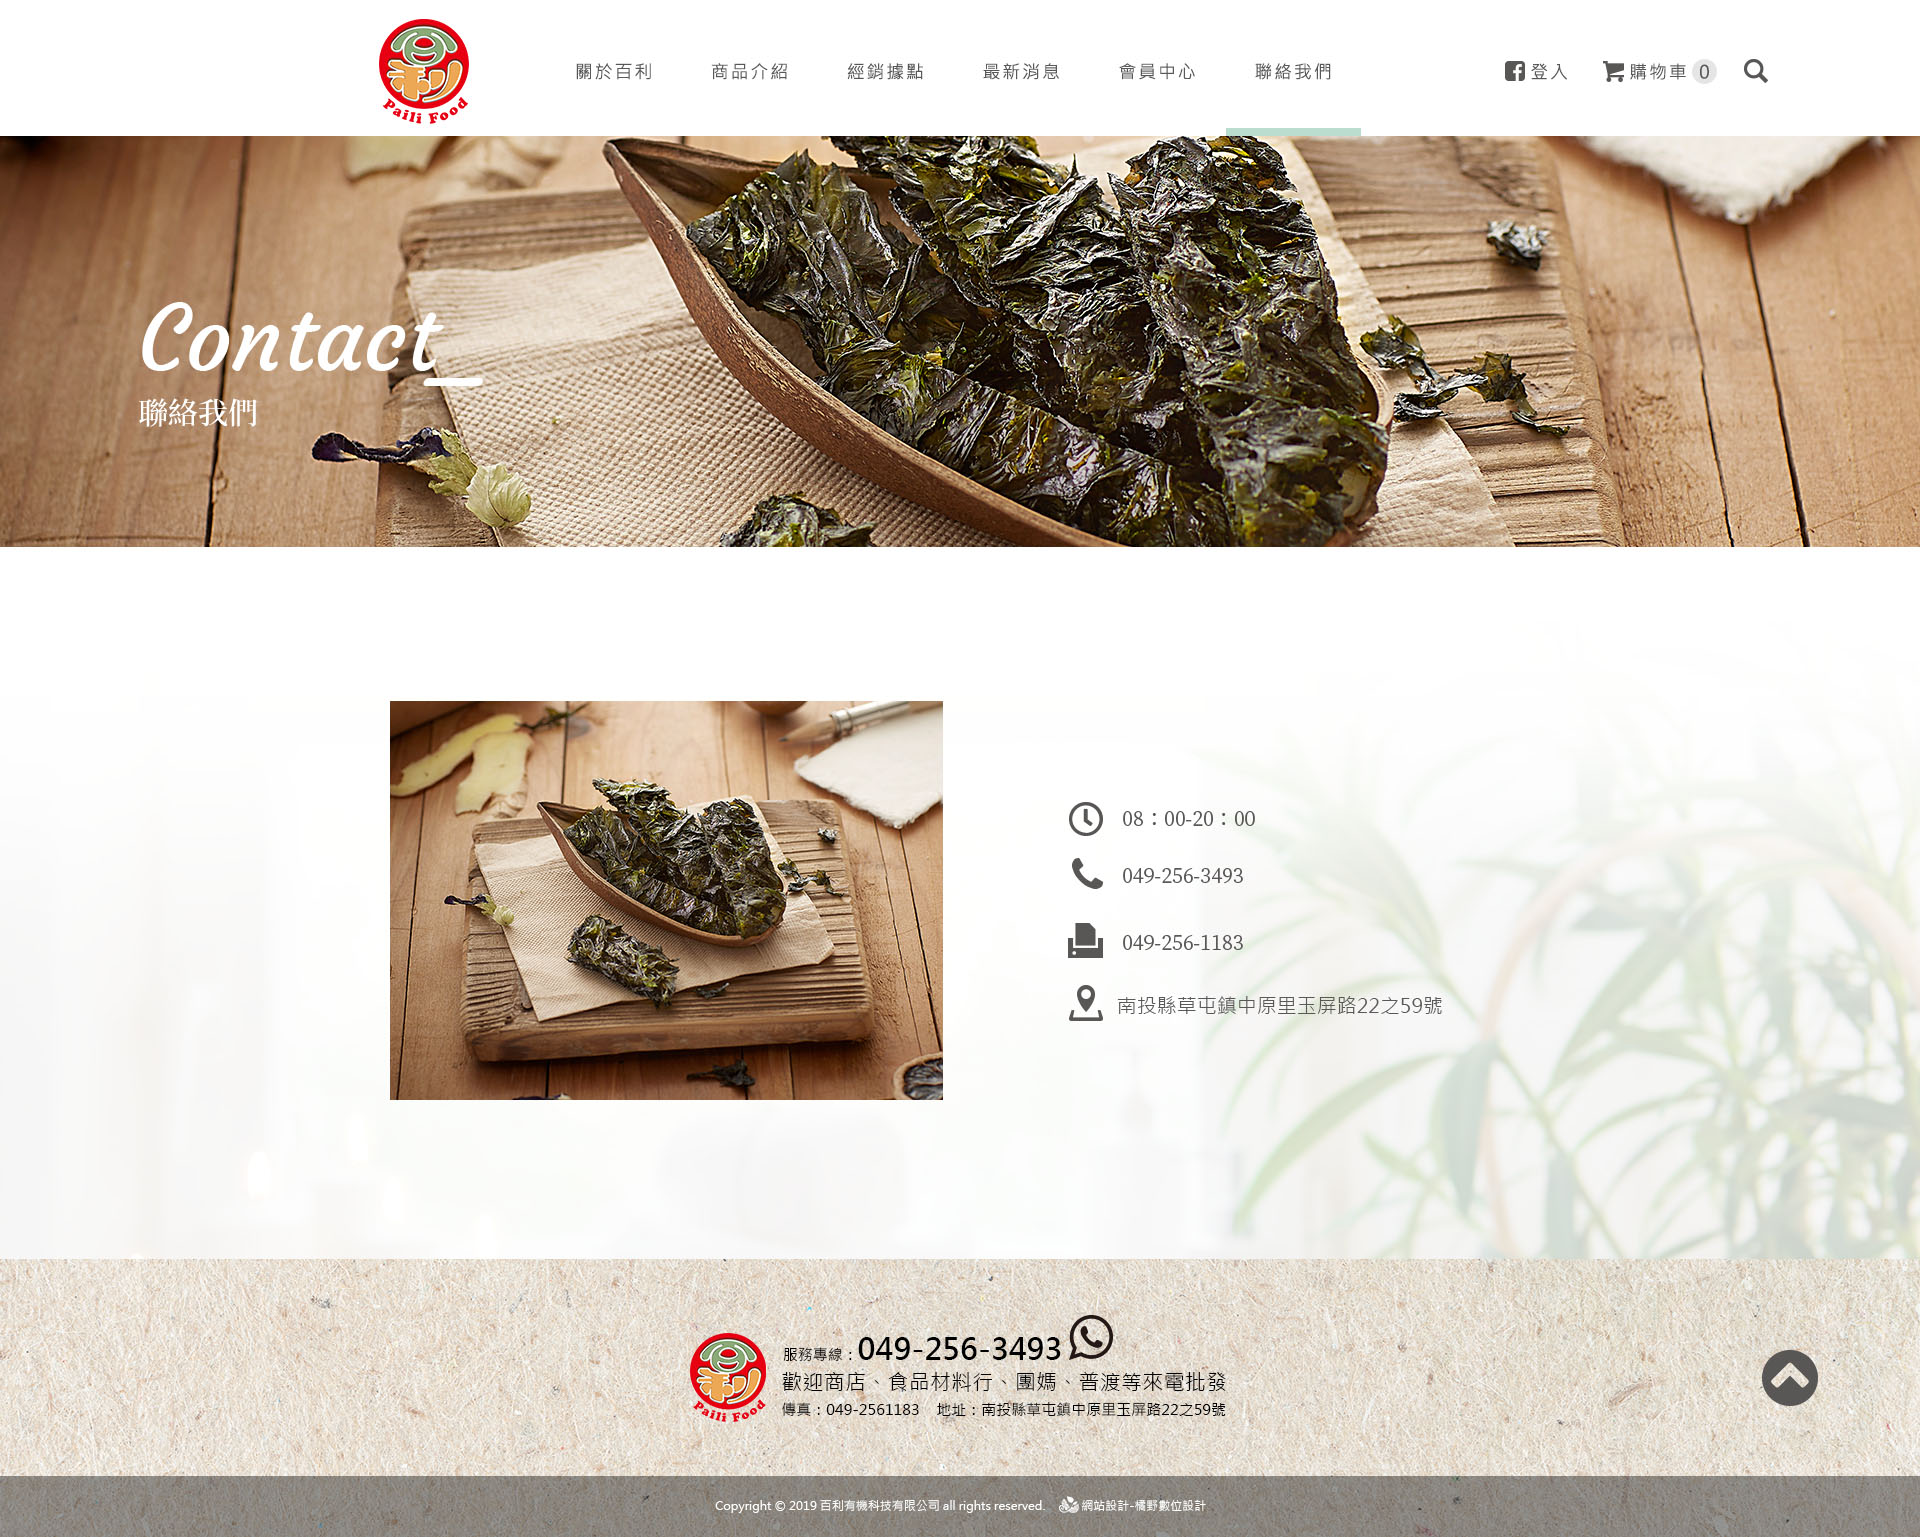 Paili Food
關於百利
商品介紹
經銷據點
最新消息
會員中心
聯絡我們
登入
購物車 0
Contact_
聯絡我們
08：00-20：00
049-256-3493
049-256-1183
南投縣草屯鎮中原里玉屏路22之59號
Paili Food
服務專線：049-256-3493
歡迎商店、食品材料行、團媽、普渡等來電批發
傳真：049-2561183 地址：南投縣草屯鎮中原里玉屏路22之59號
Copyright © 2019 百利有機科技有限公司 all rights reserved. 網站設計-橘野數位設計